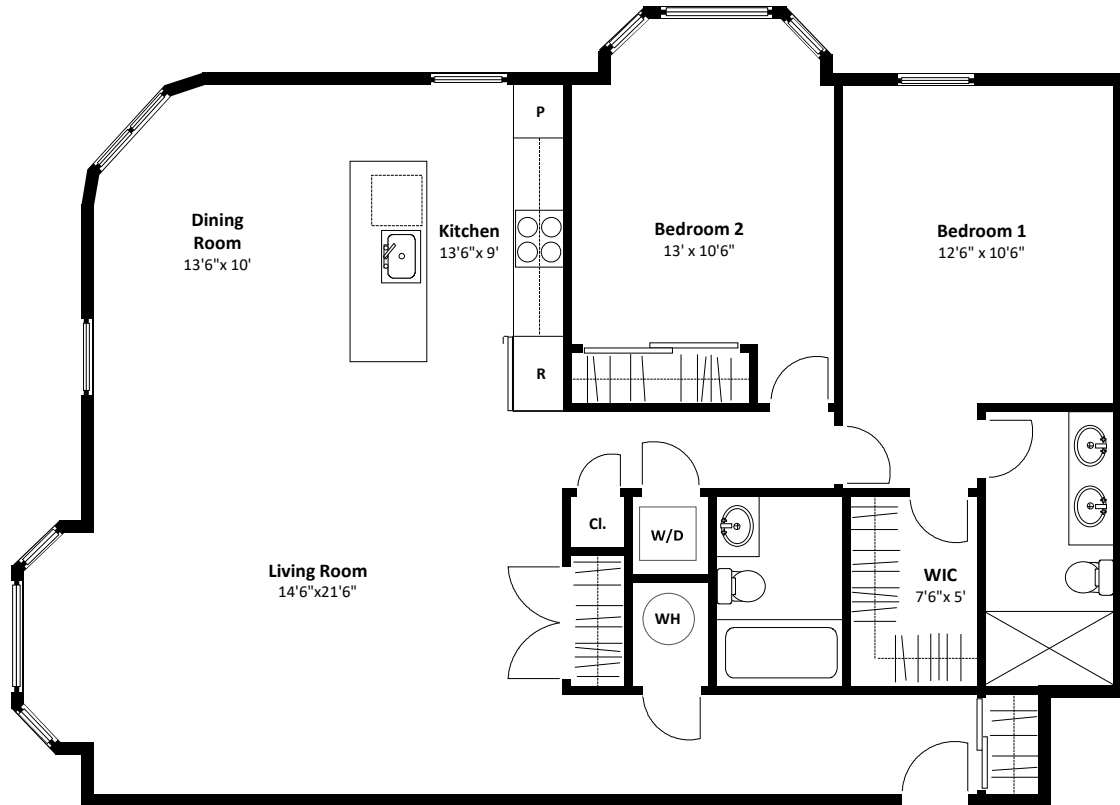 P
Dining
Room
13'6"x 10'
Kitchen
13'6"x 9'
Bedroom 2
13' x 10'6"
Bedroom 1
12'6" x 10'6"
R
Cl.
W/D
Living Room
14'6"x21'6"
WIC
7'6"x 5'
WH